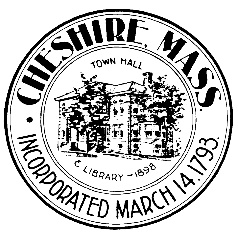 · CHESHIRE, MASS ·
TOWN HALL
& LIBRARY - 1898
INCORPORATED MARCH 14, 1793.